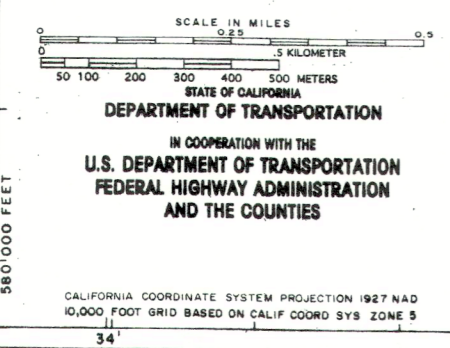 SCALE IN MILES
0 0.25 0.5
0 .5 KILOMETER
50 100 200 300 400 500 METERS
STATE OF CALIFORNIA
DEPARTMENT OF TRANSPORTATION
IN COOPERATION WITH THE
U.S. DEPARTMENT OF TRANSPORTATION
FEDERAL HIGHWAY ADMINISTRATION
AND THE COUNTIES
580'000 FEET
CALIFORNIA COORDINATE SYSTEM PROJECTION 1927 NAD
10,000 FOOT GRID BASED ON CALIF COORD SYS ZONE 5
34'